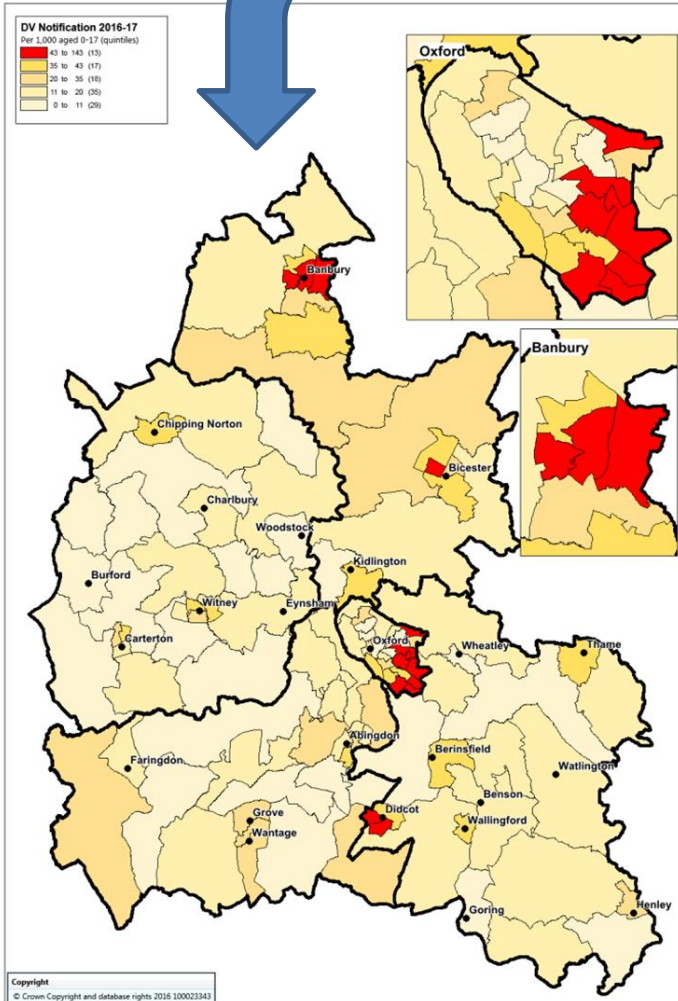 DV Notification 2016-17
Per 1,000 aged 0-17 (quintiles)
43 to 143 (13)
35 to 43 (17)
20 to 35 (18)
11 to 20 (35)
0 to 11 (29)
Oxford
Banbury
Banbury
Chipping Norton
Bicester
Charlbury
Woodstock
Kidlington
Burford
Witney
Eynsham
Carterton
Oxford
Wheatley
Thame
Abingdon
Berinsfield
Faringdon
Watlington
Benson
Grove
Didcot
Wallingford
Wantage
Goring
Henley
Copyright
© Crown Copyright and database rights 2016 100023343